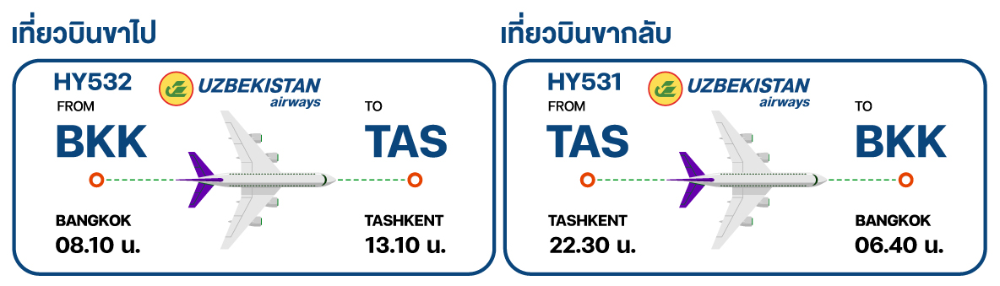 เที่ยวบินขาไป
HY532
UZBEKISTAN
airways
FROM
TO
BKK
TAS
BANGKOK
TASHKENT
08.10 น.
13.10 น.
เที่ยวบินขากลับ
HY531
UZBEKISTAN
airways
FROM
TO
TAS
BKK
TASHKENT
BANGKOK
22.30 น.
06.40 น.